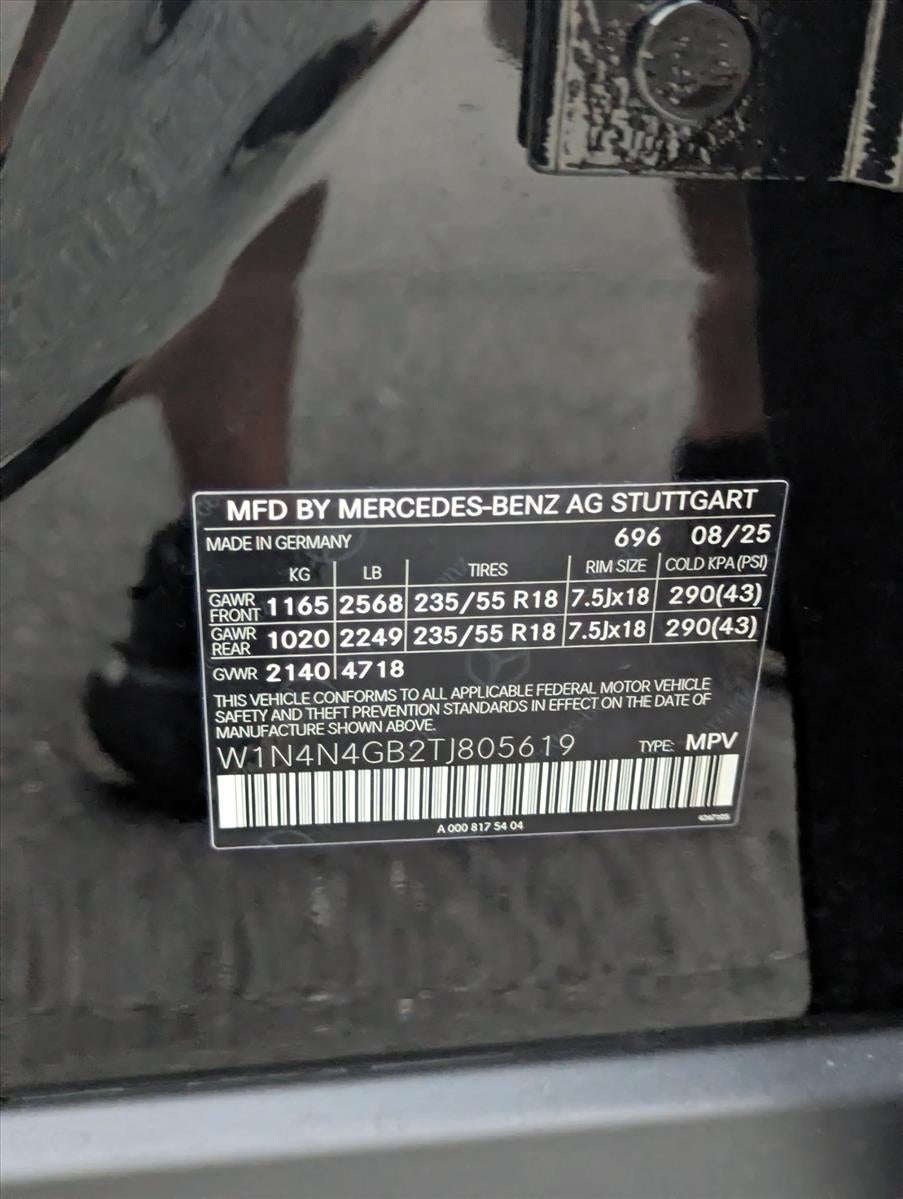 MFD BY MERCEDES-BENZ AG STUTTGART
MADE IN GERMANY 696 08/25
KG LB TIRES RIM SIZE COLD KPA (PSI)
GAWR FRONT 1165 2568 235/55 R18 7.5Jx18 290(43)
GAWR REAR 1020 2249 235/55 R18 7.5Jx18 290(43)
GVWR 2140 4718
THIS VEHICLE CONFORMS TO ALL APPLICABLE FEDERAL MOTOR VEHICLE
SAFETY AND THEFT PREVENTION STANDARDS IN EFFECT ON THE DATE OF
MANUFACTURE SHOWN ABOVE.
W1N4N4GB2TJ805619 TYPE: MPV
A 000 817 54 04